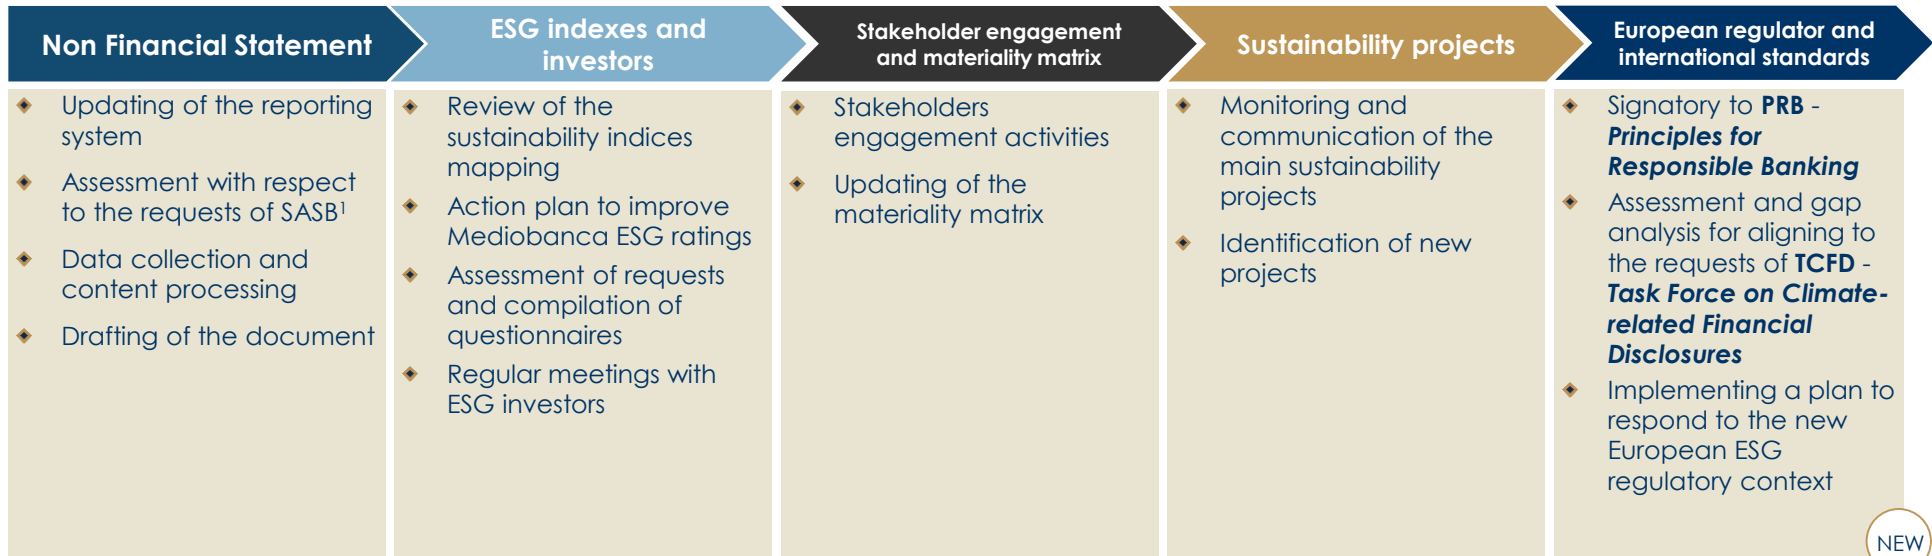 Non Financial Statement
Updating of the reporting
system
Assessment with respect
to the requests of SASB¹
Data collection and
content processing
Drafting of the document
ESG indexes and
investors
Review of the
sustainability indices
mapping
Action plan to improve
Mediobanca ESG ratings
Assessment of requests
and compilation of
questionnaires
Regular meetings with
ESG investors
Stakeholder engagement
and materiality matrix
Stakeholders
engagement activities
Updating of the
materiality matrix
Sustainability projects
Monitoring and
communication of the
main sustainability
projects
Identification of new
projects
European regulator and
international standards
Signatory to PRB -
Principles for
Responsible Banking
Assessment and gap
analysis for aligning to
the requests of TCFD -
Task Force on Climate-
related Financial
Disclosures
Implementing a plan to
respond to the new
European ESG
regulatory context
NEW